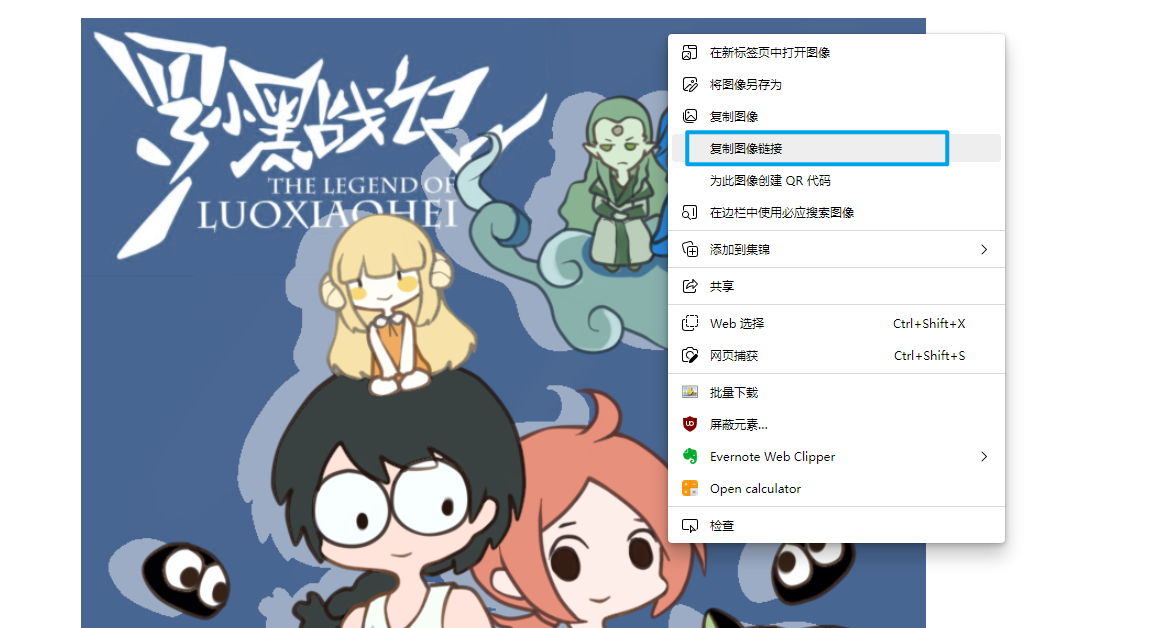 罗小黑战记
THE LEGEND OF
LUOXIAOHEI
在新标签页中打开图像
将图像另存为
复制图像
复制图像链接
为此图像创建 QR 代码
在边栏中使用必应搜索图像
添加到集锦
共享
Web 选择 Ctrl+Shift+X
网页捕获 Ctrl+Shift+S
批量下载
屏蔽元素...
Evernote Web Clipper
Open calculator
检查